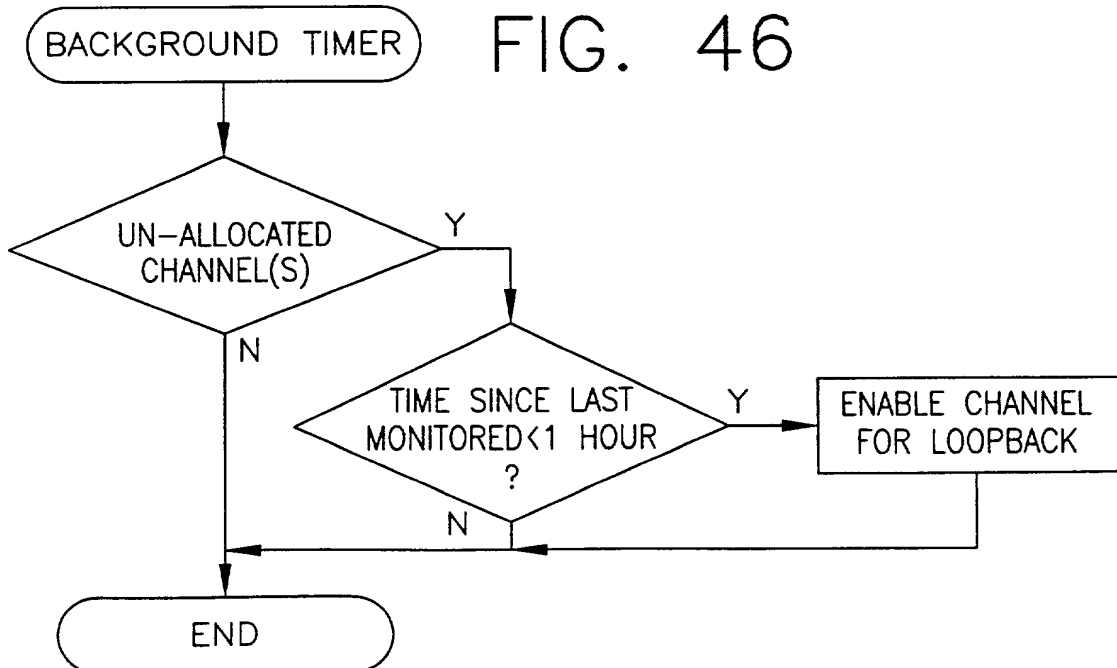 BACKGROUND TIMER
FIG. 46
UN-ALLOCATED
CHANNEL(S)
Y
N
TIME SINCE LAST
MONITORED<1 HOUR
?
Y
N
ENABLE CHANNEL
FOR LOOPBACK
END